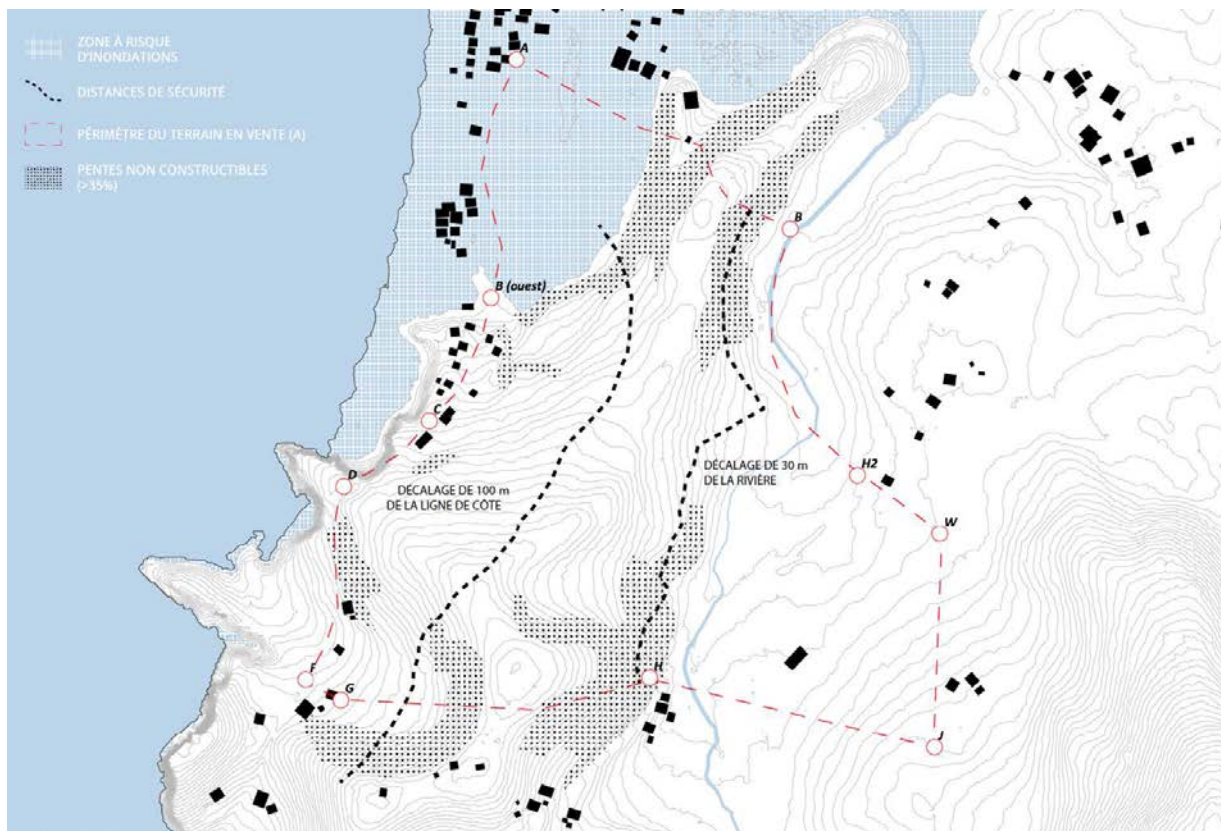 ZONE À RISQUE
D'INONDATIONS
DISTANCES DE SÉCURITÉ
PÉRIMÈTRE DU TERRAIN EN VENTE (A)
PENTES NON CONSTRUCTIBLES
(>35%)
A
B
B (ouest)
C
D
DÉCALAGE DE 100 m
DE LA LIGNE DE CÔTE
DÉCALAGE DE 30 m
DE LA RIVIÈRE
H2
W
F
G
H
J